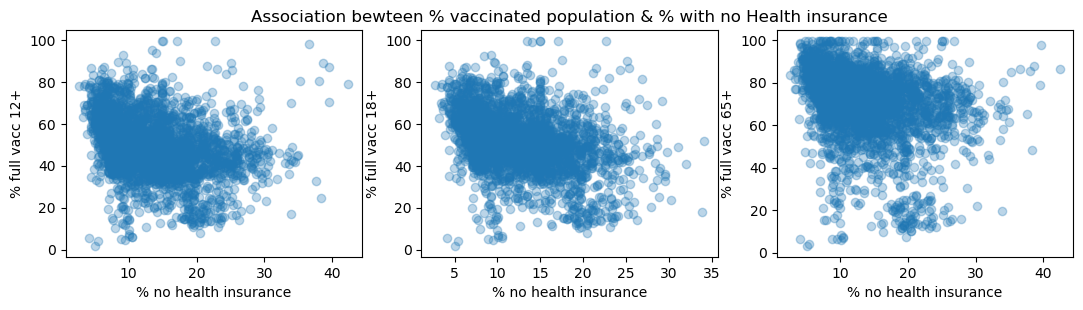 Association bewteen % vaccinated population & % with no Health insurance
% full vacc 12+
100
80
60
40
20
0
10 20 30 40
% no health insurance
% full vacc 18+
100
80
60
40
20
0
5 10 15 20 25 30 35
% no health insurance
% full vacc 65+
100
80
60
40
20
0
10 20 30 40
% no health insurance